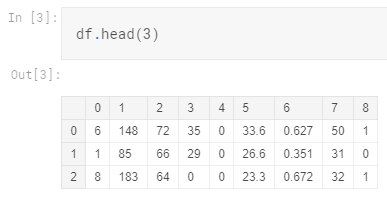 In [3]:
df.head(3)
Out[3]:
0 1 2 3 4 5 6 7 8
0 6 148 72 35 0 33.6 0.627 50 1
1 1 85 66 29 0 26.6 0.351 31 0
2 8 183 64 0 0 23.3 0.672 32 1